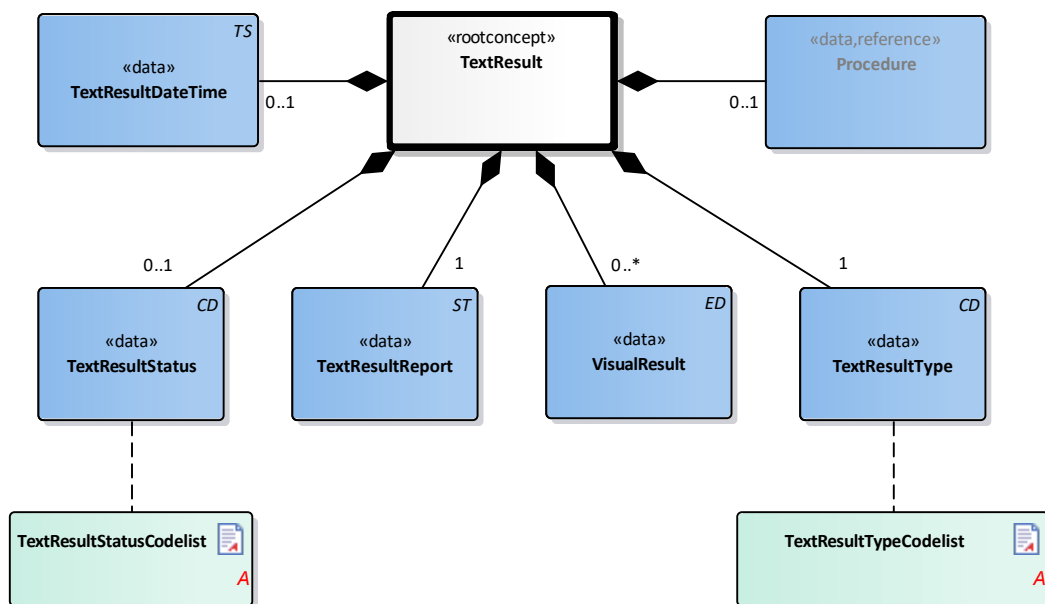 TS
«data»
TextResultDateTime
0..1
«rootconcept»
TextResult
«data,reference»
Procedure
0..1
0..1
1
0..*
1
CD
«data»
TextResultStatus
ST
«data»
TextResultReport
ED
«data»
VisualResult
CD
«data»
TextResultType
TextResultStatusCodelist
A
TextResultTypeCodelist
A